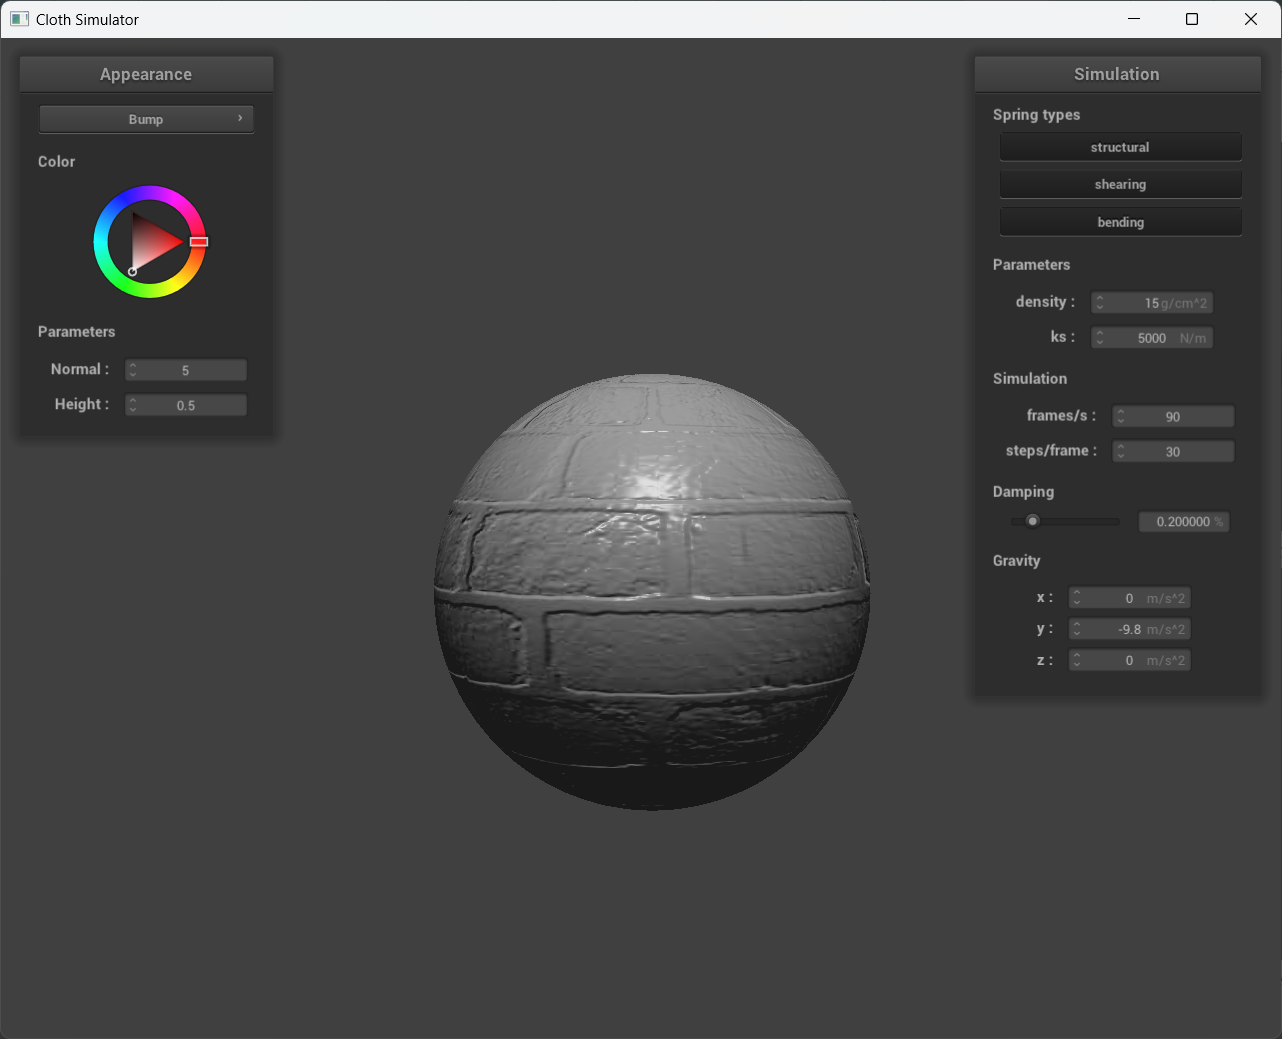 Cloth Simulator
Appearance
Bump
Color
Parameters
Normal : 5
Height : 0.5
Simulation
Spring types
structural
shearing
bending
Parameters
density : 15 g/cm^2
ks : 5000 N/m
Simulation
frames/s : 90
steps/frame : 30
Damping
0.200000 %
Gravity
x : 0 m/s^2
y : -9.8 m/s^2
z : 0 m/s^2